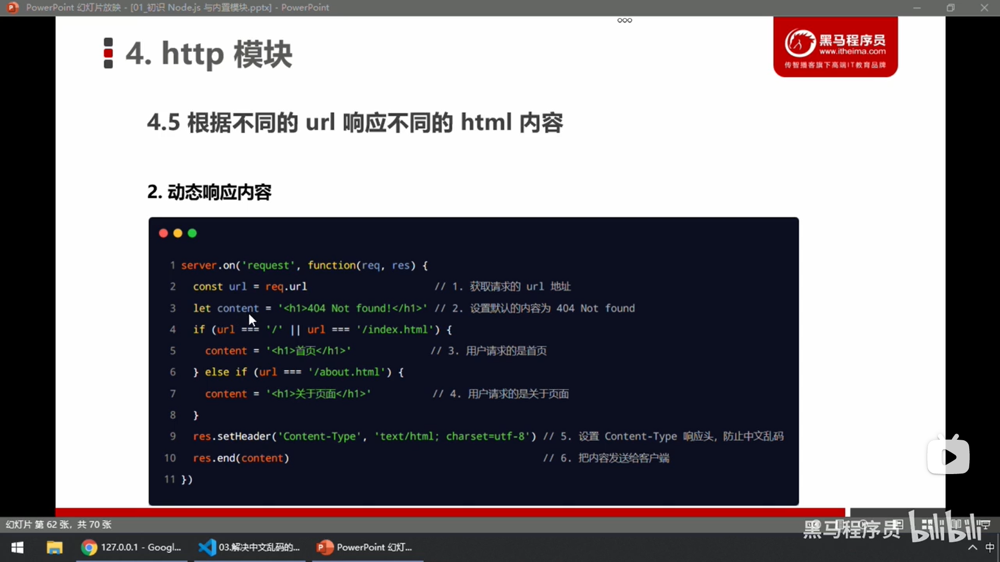 PowerPoint 幻灯片放映 - [01_初识 Node.js 与内置模块.pptx] - PowerPoint
4. http 模块
黑马程序员
www.itheima.com
传智播客旗下高端IT教育品牌
4.5 根据不同的 url 响应不同的 html 内容
2. 动态响应内容
1 server.on('request', function(req, res) {
2 const url = req.url // 1. 获取请求的 url 地址
3 let content = '<h1>404 Not found!</h1>' // 2. 设置默认的内容为 404 Not found
4 if (url === '/' || url === '/index.html') {
5 content = '<h1>首页</h1>' // 3. 用户请求的是首页
6 } else if (url === '/about.html') {
7 content = '<h1>关于页面</h1>' // 4. 用户请求的是关于页面
8 }
9 res.setHeader('Content-Type', 'text/html; charset=utf-8') // 5. 设置 Content-Type 响应头，防止中文乱码
10 res.end(content) // 6. 把内容发送给客户端
11 })
幻灯片 第 62 张，共 70 张
黑马程序员 bilibili
127.0.0.1 - Googl...
03.解决中文乱码的...
PowerPoint 幻灯...
中